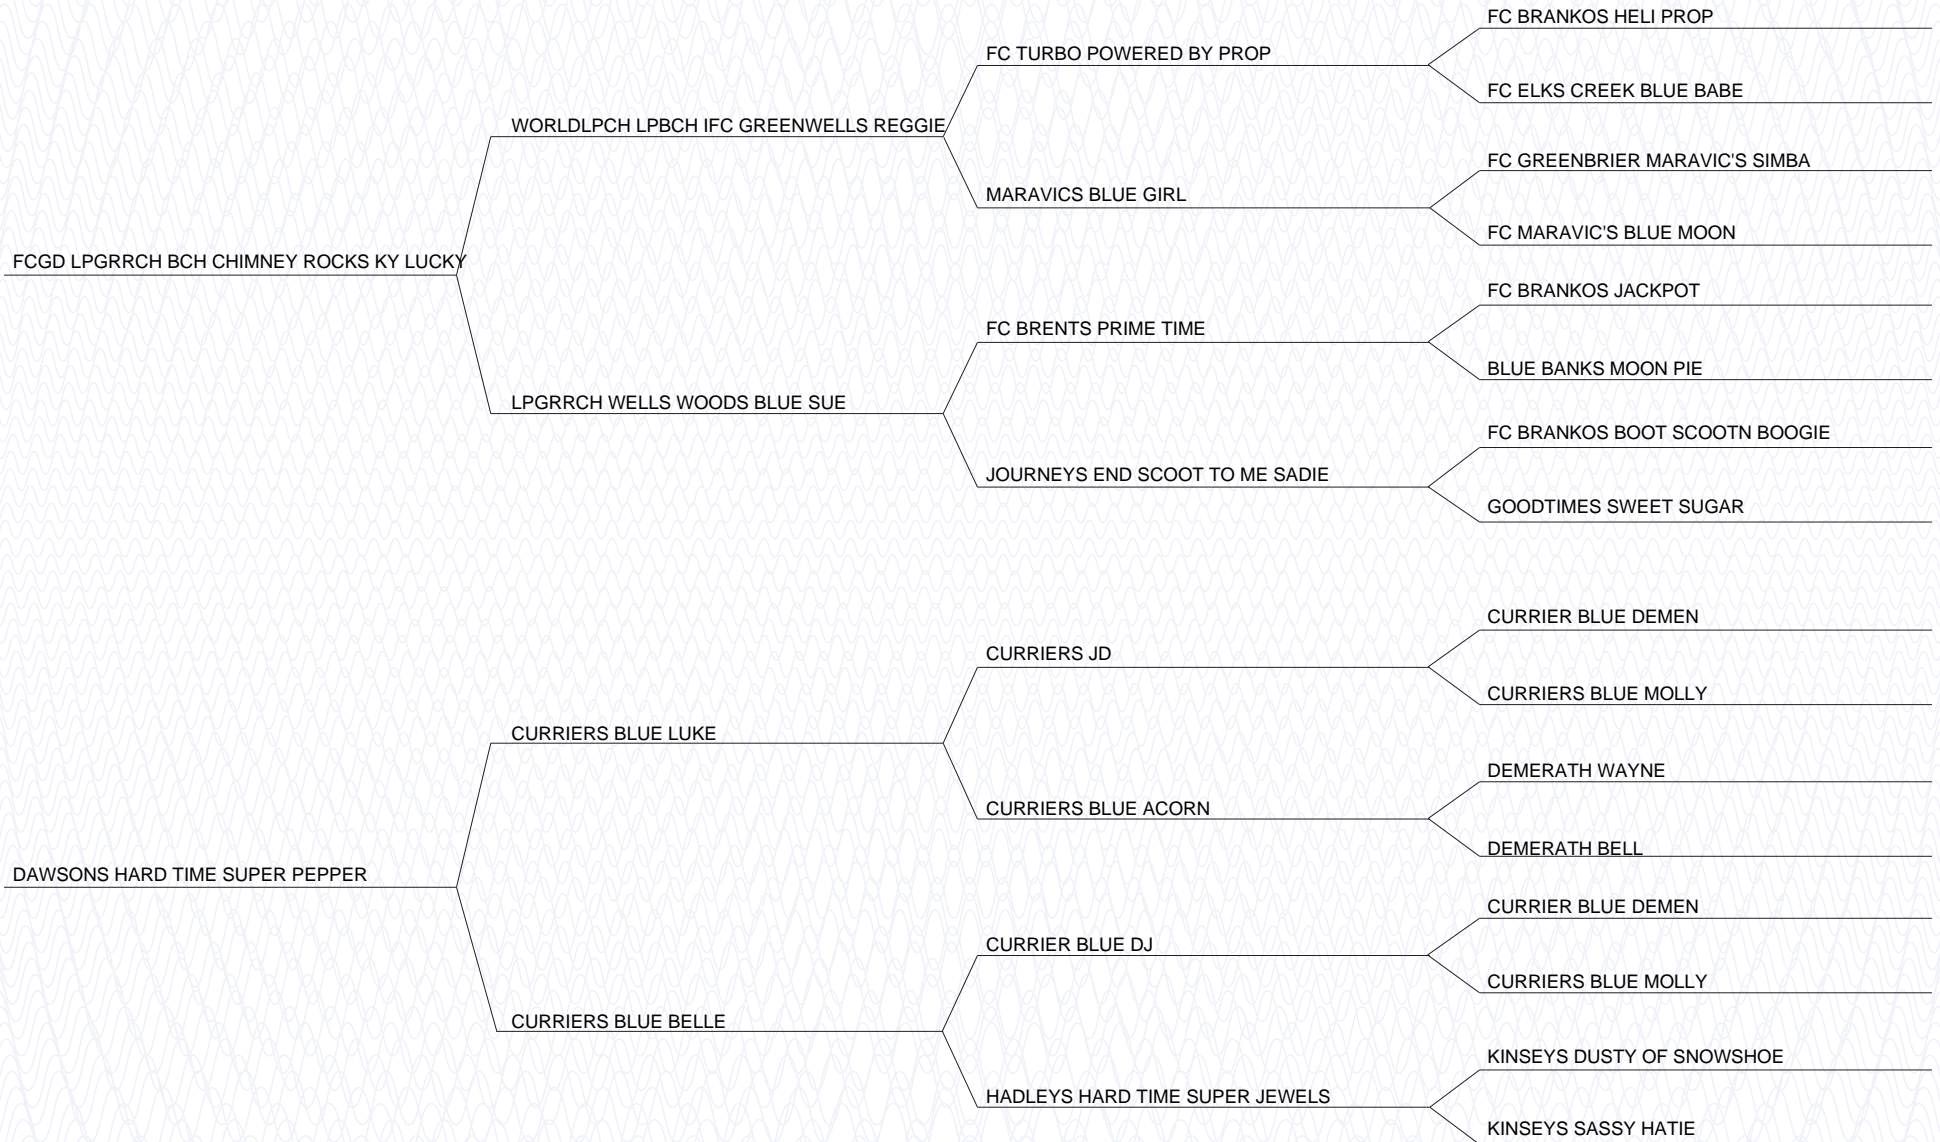 FC BRANKOS HELI PROP
FC TURBO POWERED BY PROP
FC ELKS CREEK BLUE BABE
WORLDLPCH LPBCH IFC GREENWELLS REGGIE
FC GREENBRIER MARAVIC'S SIMBA
MARAVICS BLUE GIRL
FC MARAVIC'S BLUE MOON
FCGD LPGRRCH BCH CHIMNEY ROCKS KY LUCKY
FC BRANKOS JACKPOT
FC BRENTS PRIME TIME
BLUE BANKS MOON PIE
LPGRRCH WELLS WOODS BLUE SUE
FC BRANKOS BOOT SCOOTN BOOGIE
JOURNEYS END SCOOT TO ME SADIE
GOODTIMES SWEET SUGAR
CURRIER BLUE DEMEN
CURRIERS JD
CURRIERS BLUE MOLLY
CURRIERS BLUE LUKE
DEMERATH WAYNE
CURRIERS BLUE ACORN
DEMERATH BELL
DAWSONS HARD TIME SUPER PEPPER
CURRIER BLUE DEMEN
CURRIER BLUE DJ
CURRIERS BLUE MOLLY
CURRIERS BLUE BELLE
KINSEYS DUSTY OF SNOWSHOE
HADLEYS HARD TIME SUPER JEWELS
KINSEYS SASSY HATIE